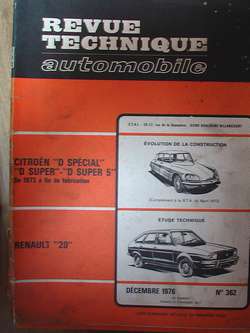 REVUE
TECHNIQUE
automobile
ÉVOLUTION DE LA CONSTRUCTION
CITROËN "D SPÉCIAL"
"D SUPER"-"D SUPER 5"
De 1973 à fin de fabrication
ÉTUDE TECHNIQUE
RENAULT "20"
DÉCEMBRE 1976
N° 362